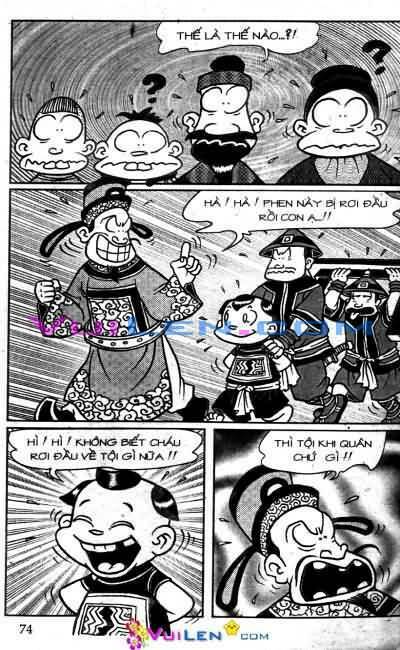 THẾ LÀ THẾ NÀO...?!
?
?
HÀ! HÀ! PHEN NÀY BỊ RƠI ĐẦU
RỒI CON Ạ...!!
VUILEN.COM
HÌ! HÌ! KHÔNG BIẾT CHÁU
RƠI ĐẦU VỀ TỘI GÌ NỮA!!
THÌ TỘI KHI QUÂN
CHỨ GÌ!
74
VUILEN.COM